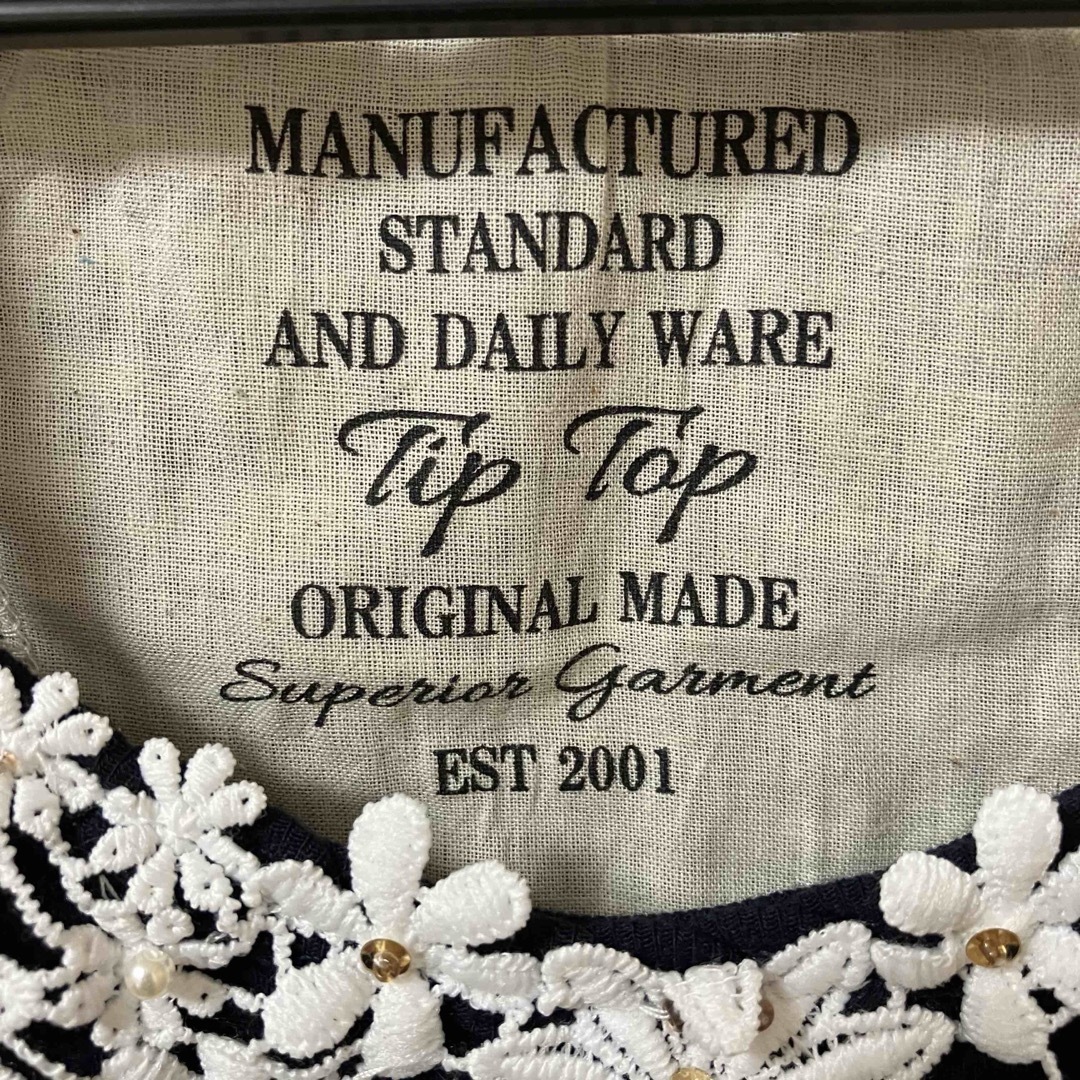 MANUFACTURED
STANDARD
AND DAILY WARE
Tip Top
ORIGINAL MADE
Superior Garment
EST 2001